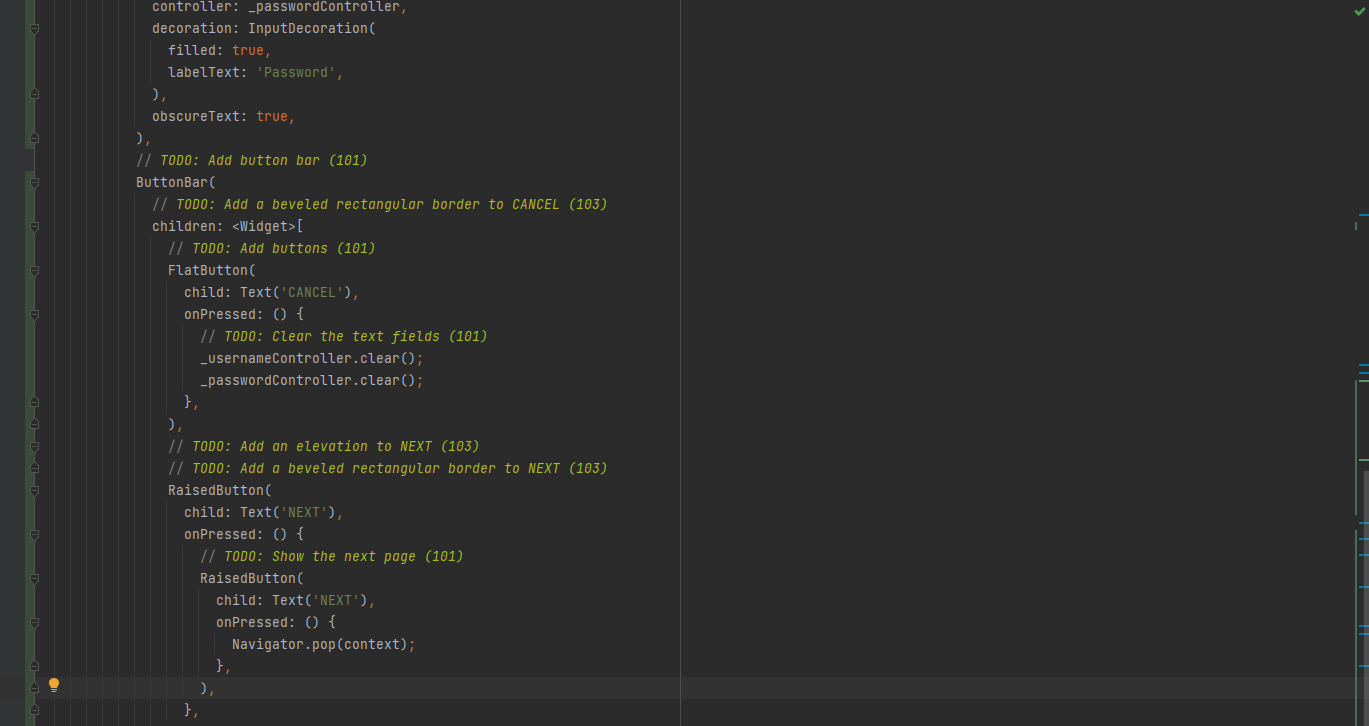 controller: _passwordController,
decoration: InputDecoration(
filled: true,
labelText: 'Password',
),
obscureText: true,
),
// TODO: Add button bar (101)
ButtonBar(
// TODO: Add a beveled rectangular border to CANCEL (103)
children: <Widget>[
// TODO: Add buttons (101)
FlatButton(
child: Text('CANCEL'),
onPressed: () {
// TODO: Clear the text fields (101)
_usernameController.clear();
_passwordController.clear();
},
),
// TODO: Add an elevation to NEXT (103)
// TODO: Add a beveled rectangular border to NEXT (103)
RaisedButton(
child: Text('NEXT'),
onPressed: () {
// TODO: Show the next page (101)
RaisedButton(
child: Text('NEXT'),
onPressed: () {
Navigator.pop(context);
},
),
},